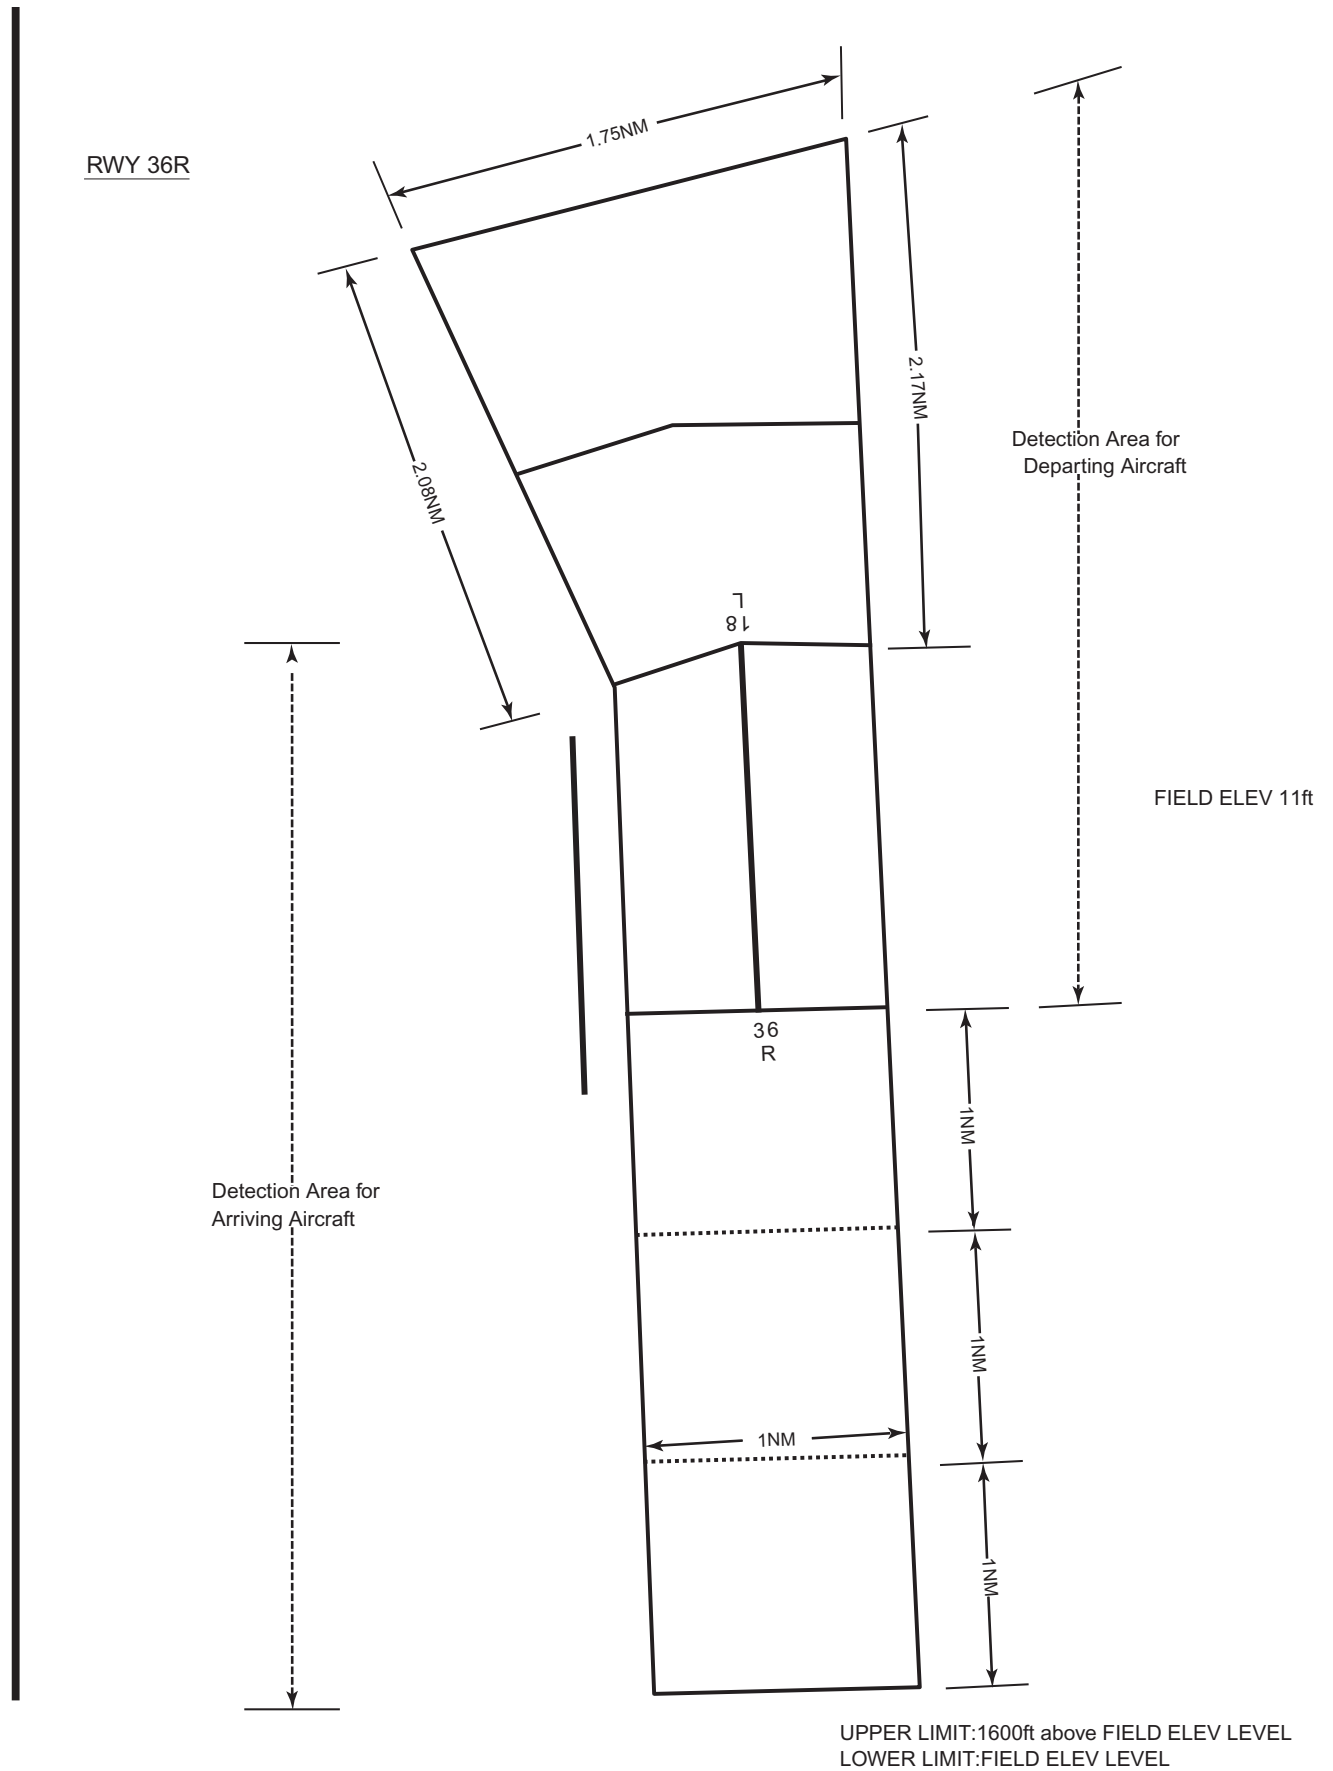 1.75NM
RWY 36R
2.17NM
Detection Area for
Departing Aircraft
2.08NM
18
L
FIELD ELEV 11ft
36
R
1NM
Detection Area for
Arriving Aircraft
1NM
1NM
1NM
UPPER LIMIT:1600ft above FIELD ELEV LEVEL
LOWER LIMIT:FIELD ELEV LEVEL